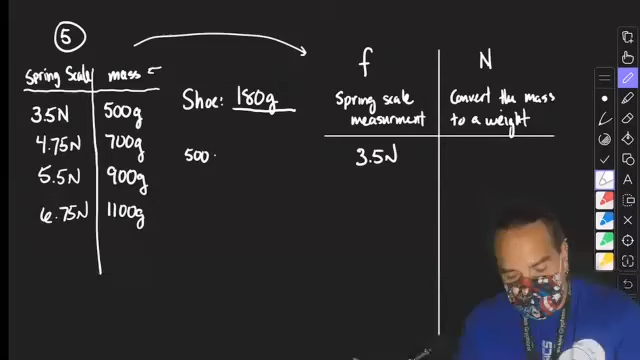 5
Spring Scale mass
3.5N 500g
4.75N 700g
5.5N 900g
6.75N 1100g
Shoe: 180g
500
f N
Spring scale measurment
Convert the mass to a weight
3.5N